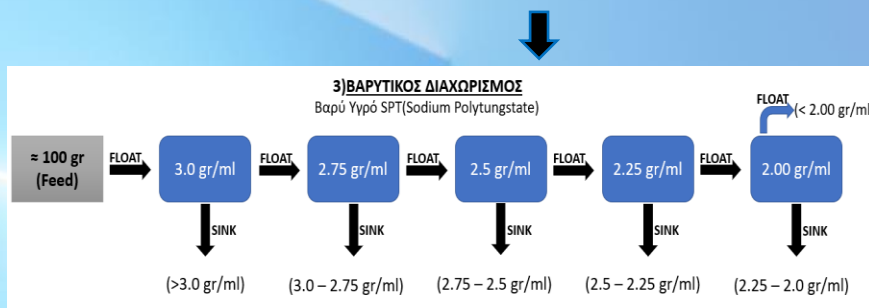 3)ΒΑΡΥΤΙΚΟΣ ΔΙΑΧΩΡΙΣΜΟΣ
Βαρύ Υγρό SPT(Sodium Polytungstate)
FLOAT
(< 2.00 gr/ml
≈ 100 gr
(Feed)
FLOAT
3.0 gr/ml
FLOAT
2.75 gr/ml
FLOAT
2.5 gr/ml
FLOAT
2.25 gr/ml
FLOAT
2.00 gr/ml
SINK
SINK
SINK
SINK
SINK
(>3.0 gr/ml)
(3.0 – 2.75 gr/ml)
(2.75 – 2.5 gr/ml)
(2.5 – 2.25 gr/ml)
(2.25 – 2.0 gr/ml)